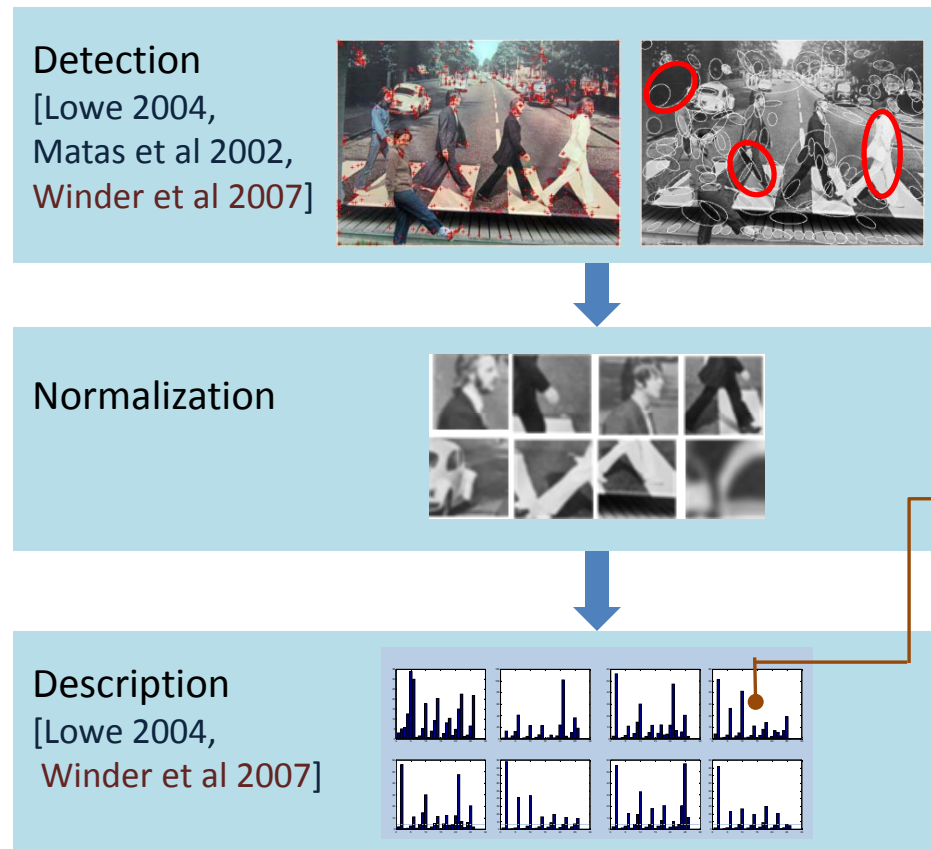 Detection
[Lowe 2004,
Matas et al 2002,
Winder et al 2007]
Normalization
Description
[Lowe 2004,
Winder et al 2007]